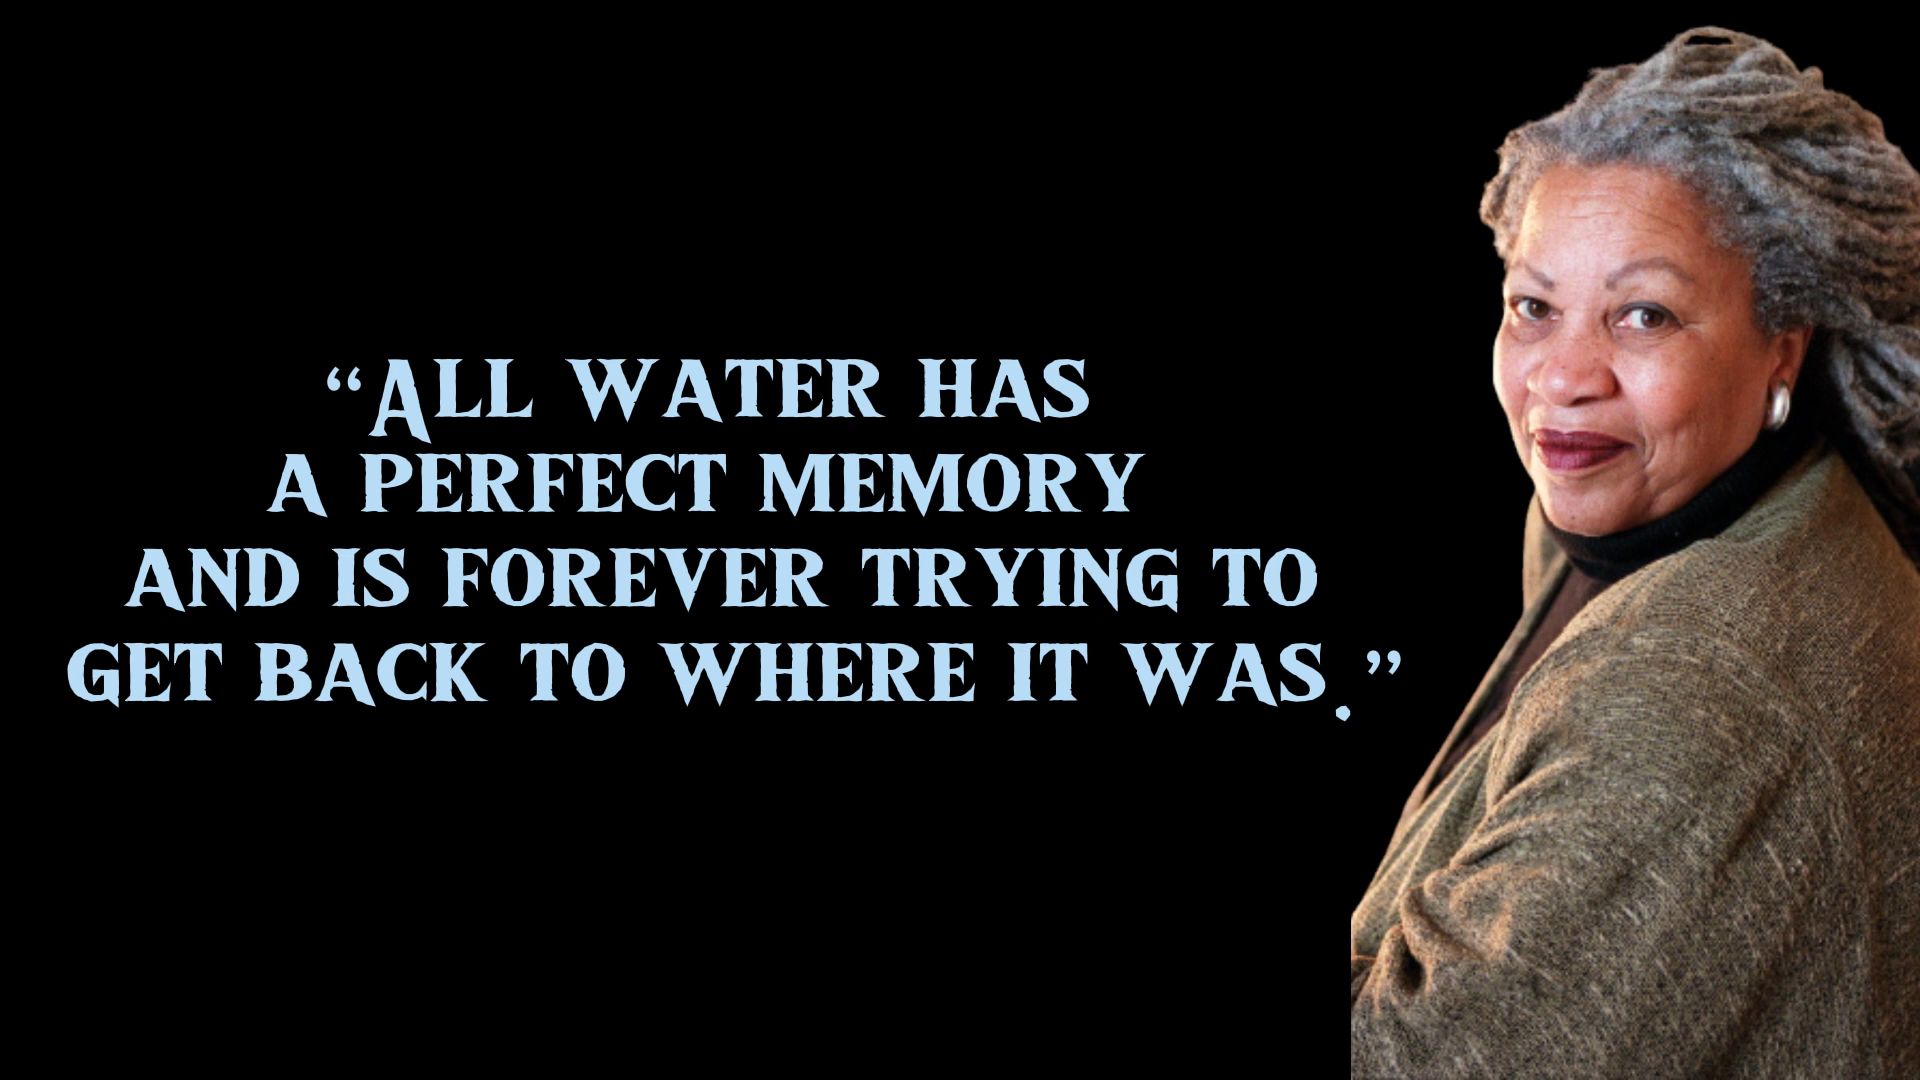 “All water has
a perfect memory
and is forever trying to
get back to where it was.”